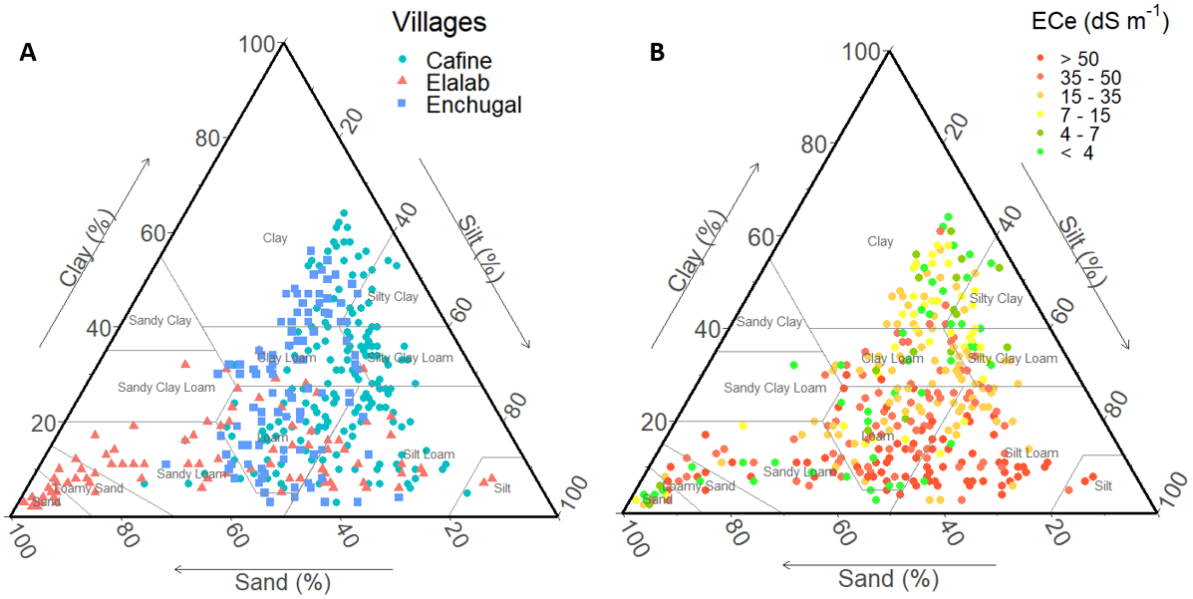 A
Villages
Cafine
Elalab
Enchugal
100
80
60
40
20
20
40
60
80
100
100
80
60
40
20
Clay (%)
Silt (%)
Sand (%)
Clay
Silty Clay
Sandy Clay
Clay Loam
Silty Clay Loam
Sandy Clay Loam
Loam
Silt Loam
Sandy Loam
Loamy Sand
Sand
Silt
B
ECe (dS m⁻¹)
> 50
35 - 50
15 - 35
7 - 15
4 - 7
< 4
100
80
60
40
20
20
40
60
80
100
100
80
60
40
20
Clay (%)
Silt (%)
Sand (%)
Clay
Silty Clay
Sandy Clay
Clay Loam
Silty Clay Loam
Sandy Clay Loam
Loam
Silt Loam
Sandy Loam
Loamy Sand
Sand
Silt